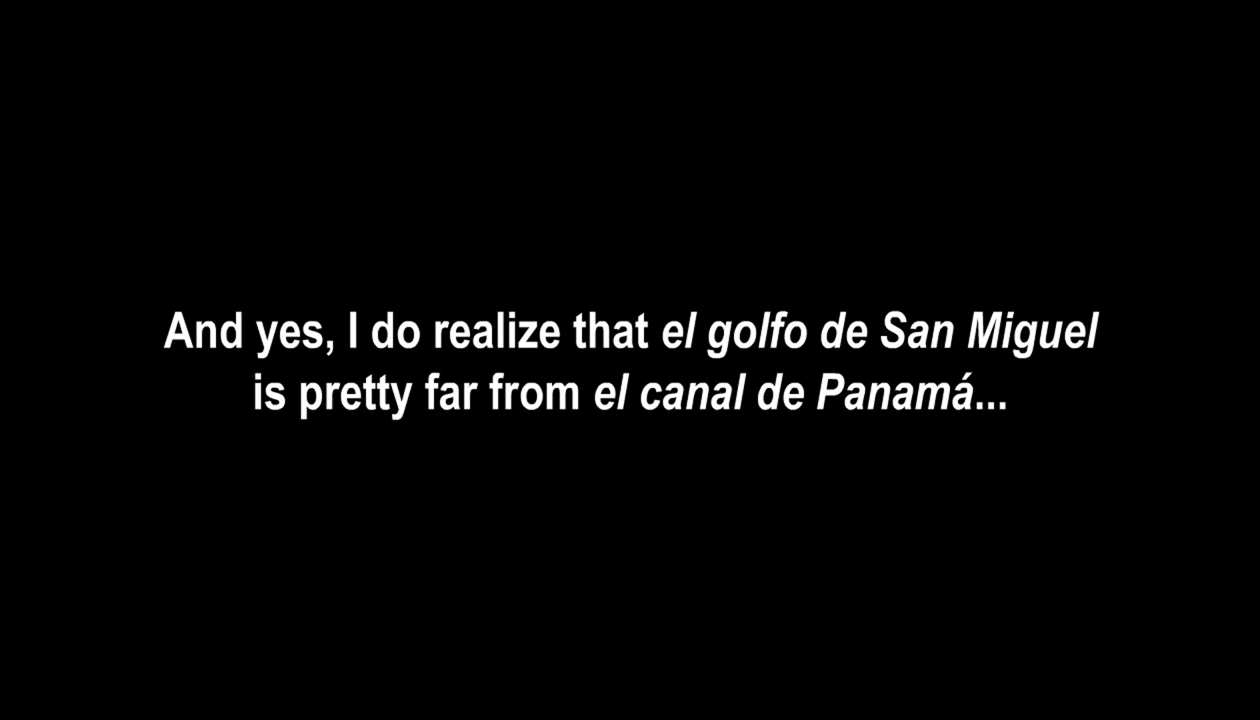 And yes, I do realize that el golfo de San Miguel
is pretty far from el canal de Panamá...